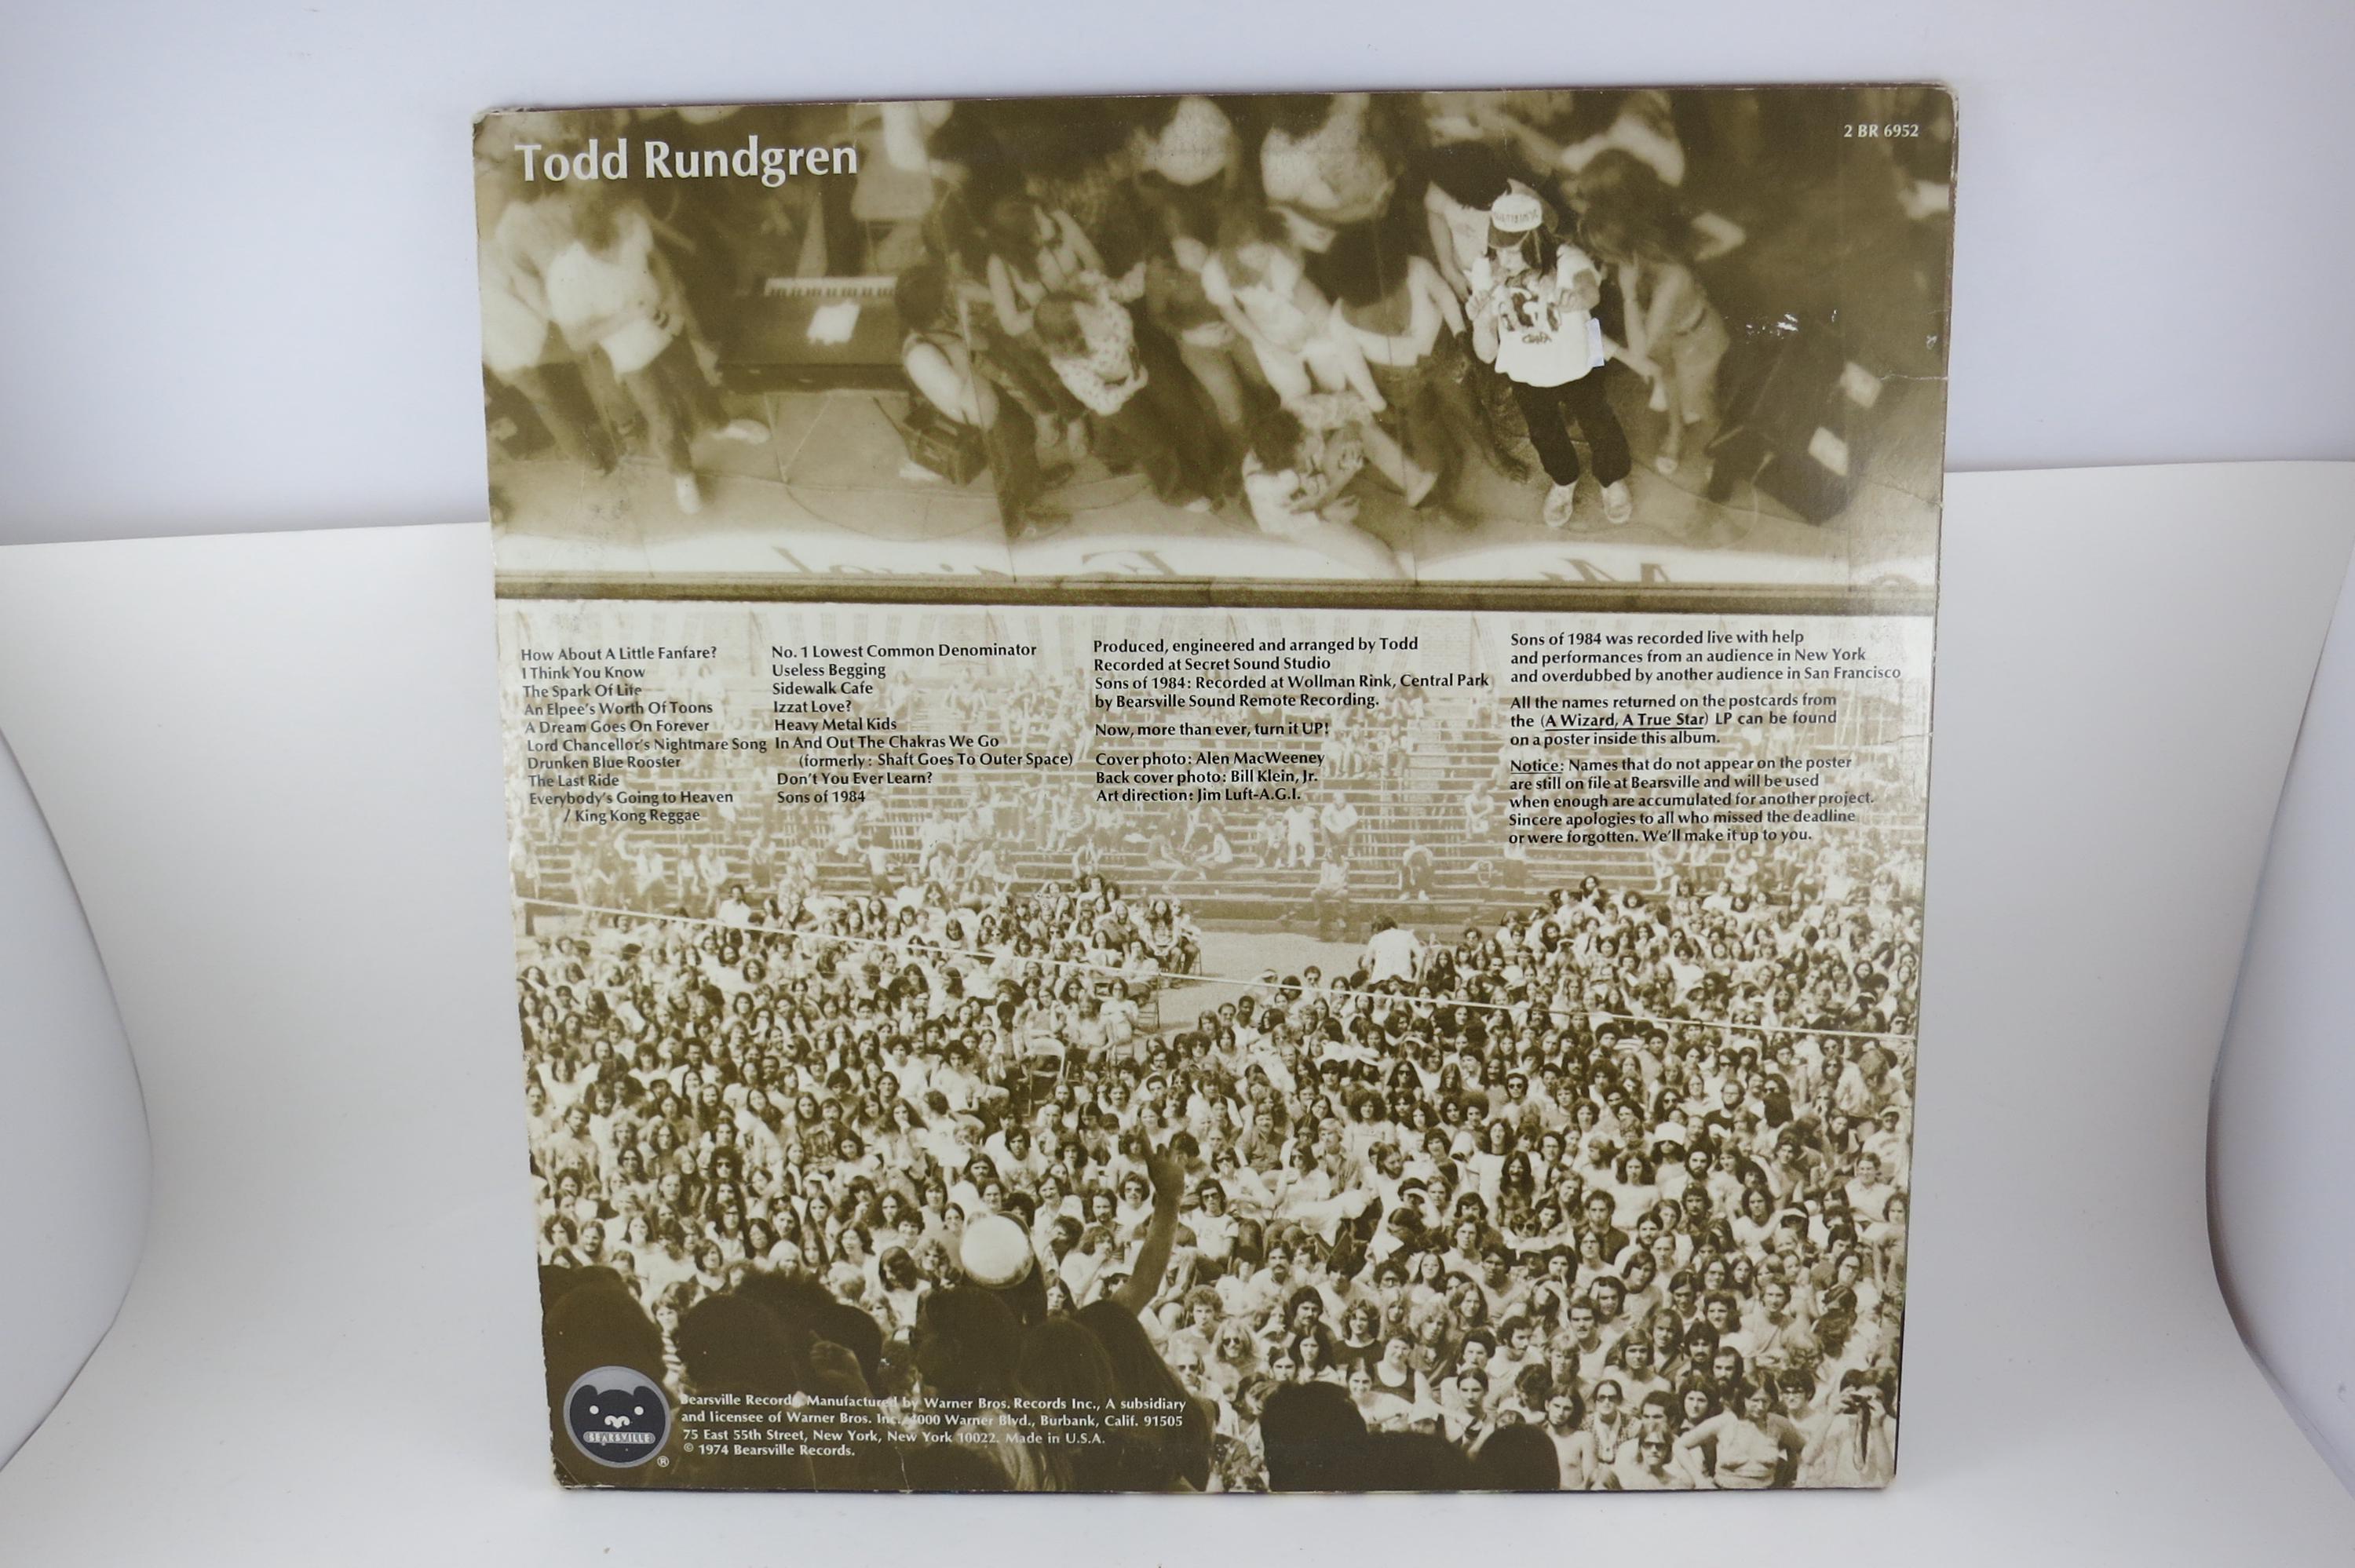 Todd Rundgren
2 BR 6952
How About A Little Fanfare?
I Think You Know
The Spark Of Life
An Elpee's Worth Of Toons
A Dream Goes On Forever
Lord Chancellor's Nightmare Song
Drunken Blue Rooster
The Last Ride
Everybody's Going to Heaven
/ King Kong Reggae
No. 1 Lowest Common Denominator
Useless Begging
Sidewalk Cafe
Izzat Love?
Heavy Metal Kids
In And Out The Chakras We Go
(formerly: Shaft Goes To Outer Space)
Don't You Ever Learn?
Sons of 1984
Produced, engineered and arranged by Todd
Recorded at Secret Sound Studio
Sons of 1984: Recorded at Wollman Rink, Central Park
by Bearsville Sound Remote Recording.
Now, more than ever, turn it UP!
Cover photo: Alen MacWeeney
Back cover photo: Bill Klein, Jr.
Art direction: Jim Luft-A.G.I.
Sons of 1984 was recorded live with help
and performances from an audience in New York
and overdubbed by another audience in San Francisco
All the names returned on the postcards from
the (A Wizard, A True Star) LP can be found
on a poster inside this album.
Notice: Names that do not appear on the poster
are still on file at Bearsville and will be used
when enough are accumulated for another project.
Sincere apologies to all who missed the deadline
or were forgotten. We'll make it up to you.
BEARSVILLE
®
Bearsville Records, Manufactured by Warner Bros. Records Inc., A subsidiary
and licensee of Warner Bros. Inc., 4000 Warner Blvd., Burbank, Calif. 91505
75 East 55th Street, New York, New York 10022. Made in U.S.A.
© 1974 Bearsville Records.